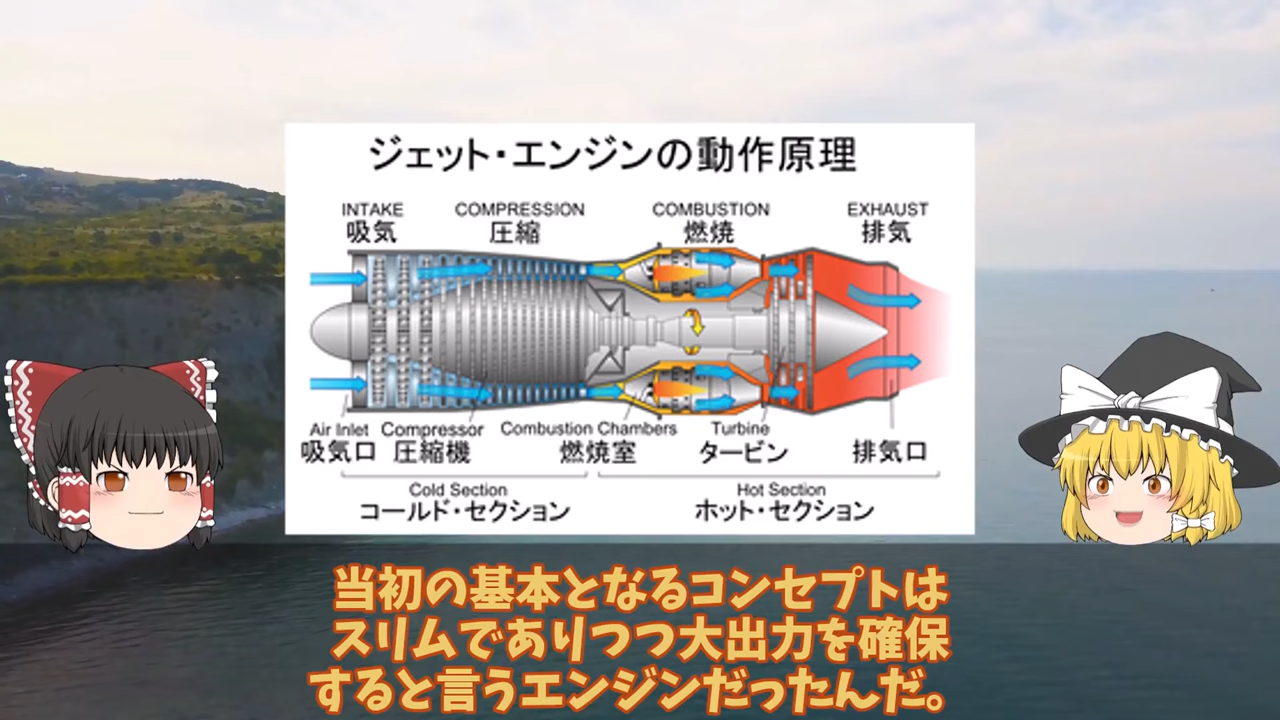 ジェット・エンジンの動作原理
INTAKE COMPRESSION COMBUSTION EXHAUST
吸気 圧縮 燃焼 排気
Air Inlet Compressor Combustion Chambers Turbine
吸気口 圧縮機 燃焼室 タービン 排気口
Cold Section Hot Section
コールド・セクション ホット・セクション
当初の基本となるコンセプトは
スリムでありつつ大出力を確保
すると言うエンジンだったんだ。